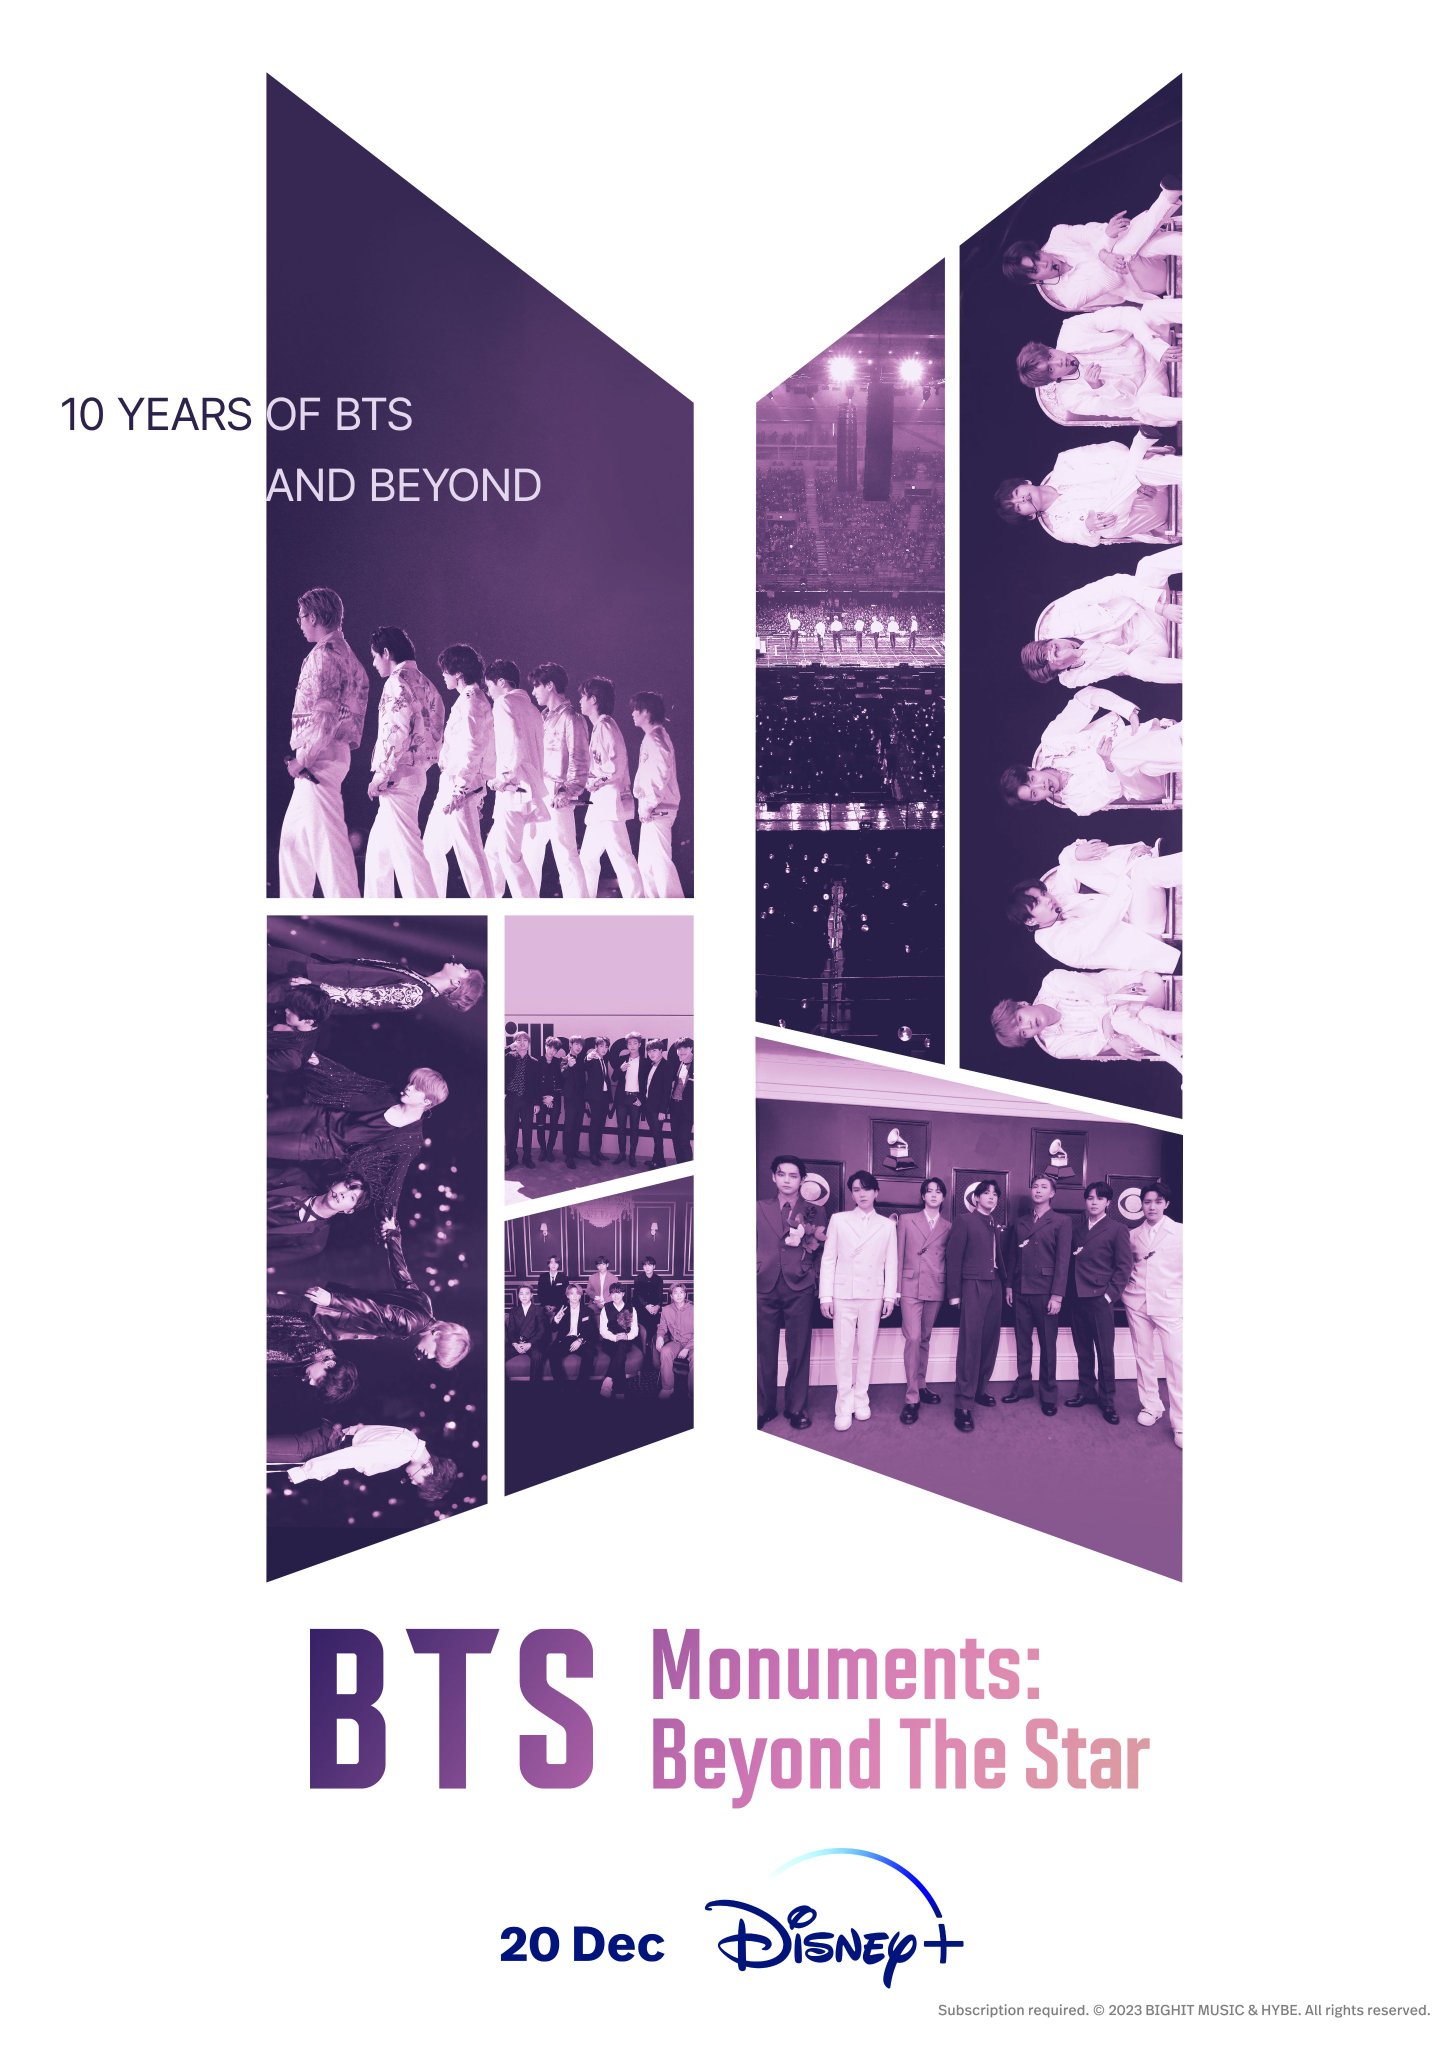 10 YEARS OF BTS
AND BEYOND
BTS
Monuments:
Beyond The Star
20 Dec
Disney+
Subscription required. © 2023 BIGHIT MUSIC & HYBE. All rights reserved.